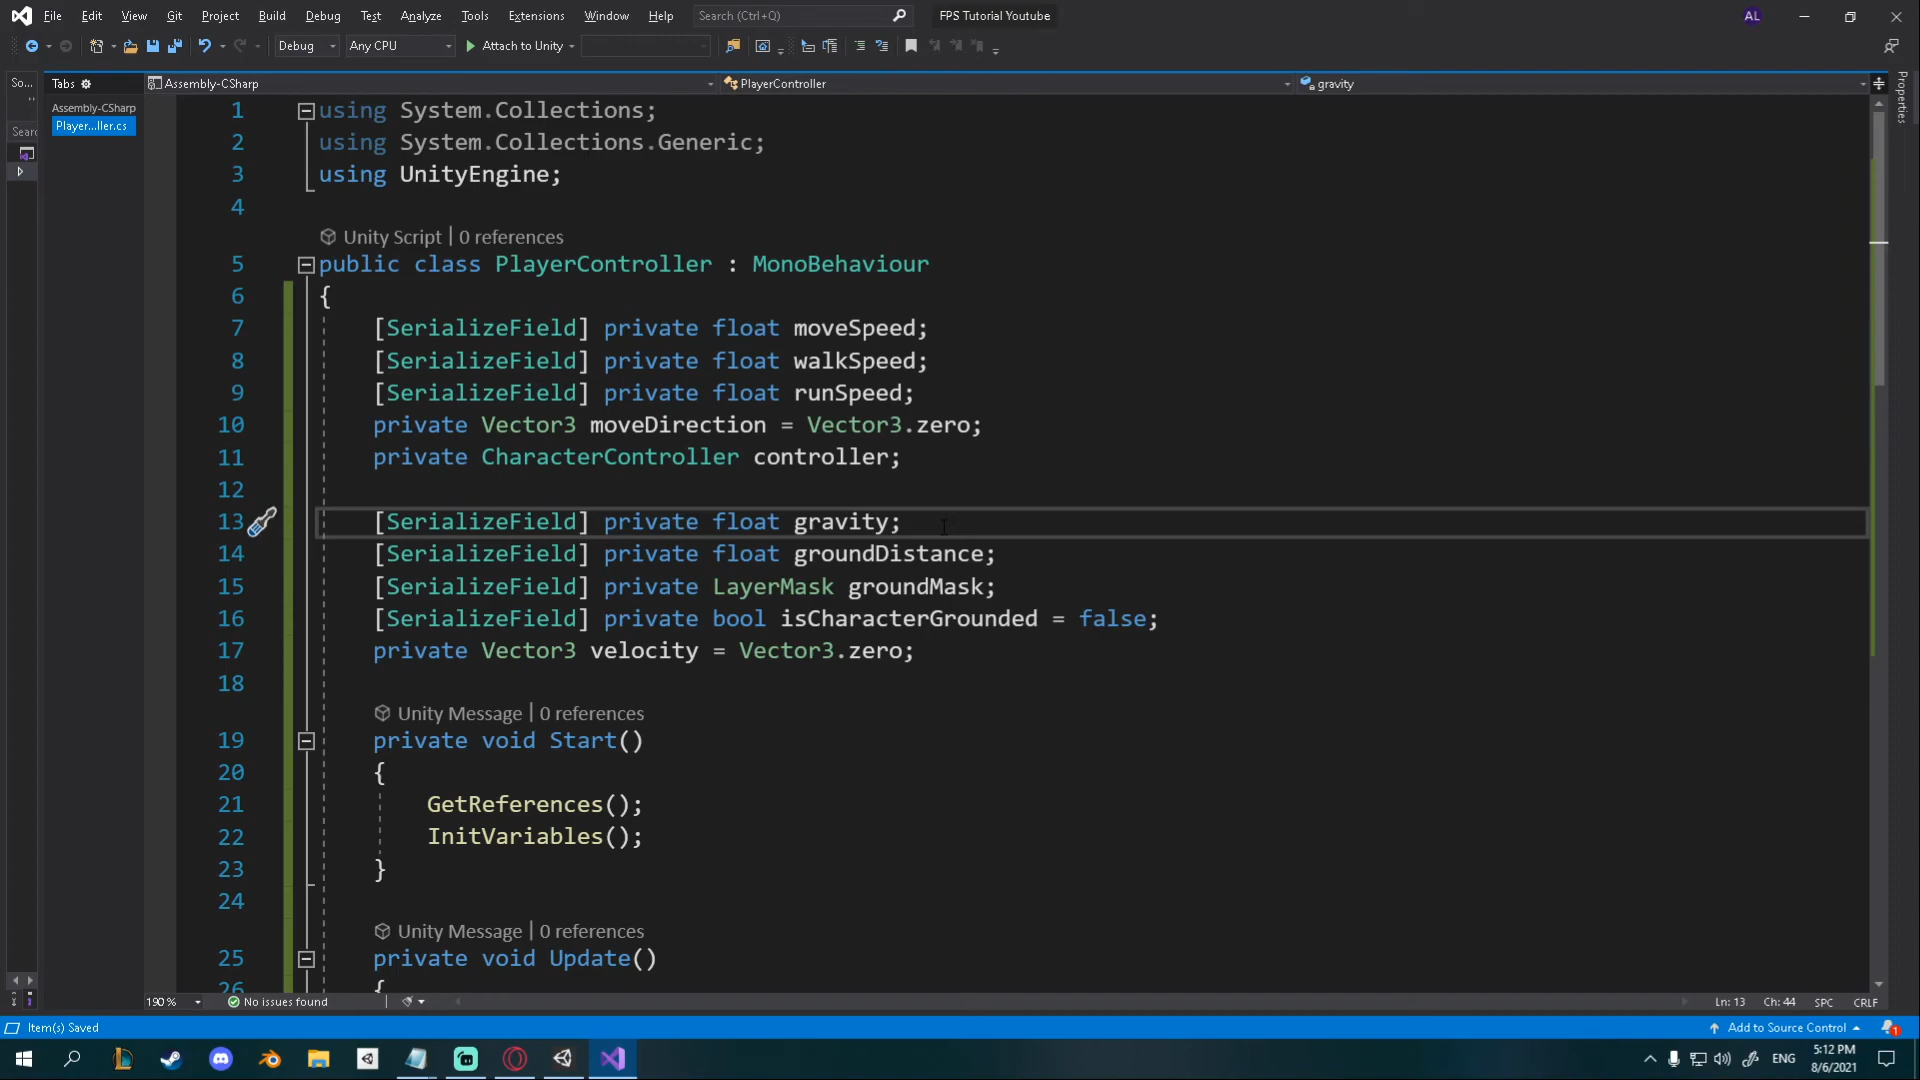 File Edit View Git Project Build Debug Test Analyze Tools Extensions Window Help Search (Ctrl+Q) FPS Tutorial Youtube AL
Debug Any CPU Attach to Unity
So... Tabs Assembly-CSharp PlayerController gravity
Properties
Assembly-CSharp
Player...ller.cs
Sear
1 using System.Collections;
2 using System.Collections.Generic;
3 using UnityEngine;
4
Unity Script | 0 references
5 public class PlayerController : MonoBehaviour
6 {
7 [SerializeField] private float moveSpeed;
8 [SerializeField] private float walkSpeed;
9 [SerializeField] private float runSpeed;
10 private Vector3 moveDirection = Vector3.zero;
11 private CharacterController controller;
12
13 [SerializeField] private float gravity;
14 [SerializeField] private float groundDistance;
15 [SerializeField] private LayerMask groundMask;
16 [SerializeField] private bool isCharacterGrounded = false;
17 private Vector3 velocity = Vector3.zero;
18
Unity Message | 0 references
19 private void Start()
20 {
21 GetReferences();
22 InitVariables();
23 }
24
Unity Message | 0 references
25 private void Update()
26 {
190 % No issues found Ln: 13 Ch: 44 SPC CRLF
Item(s) Saved Add to Source Control 1
ENG 5:12 PM
8/6/2021